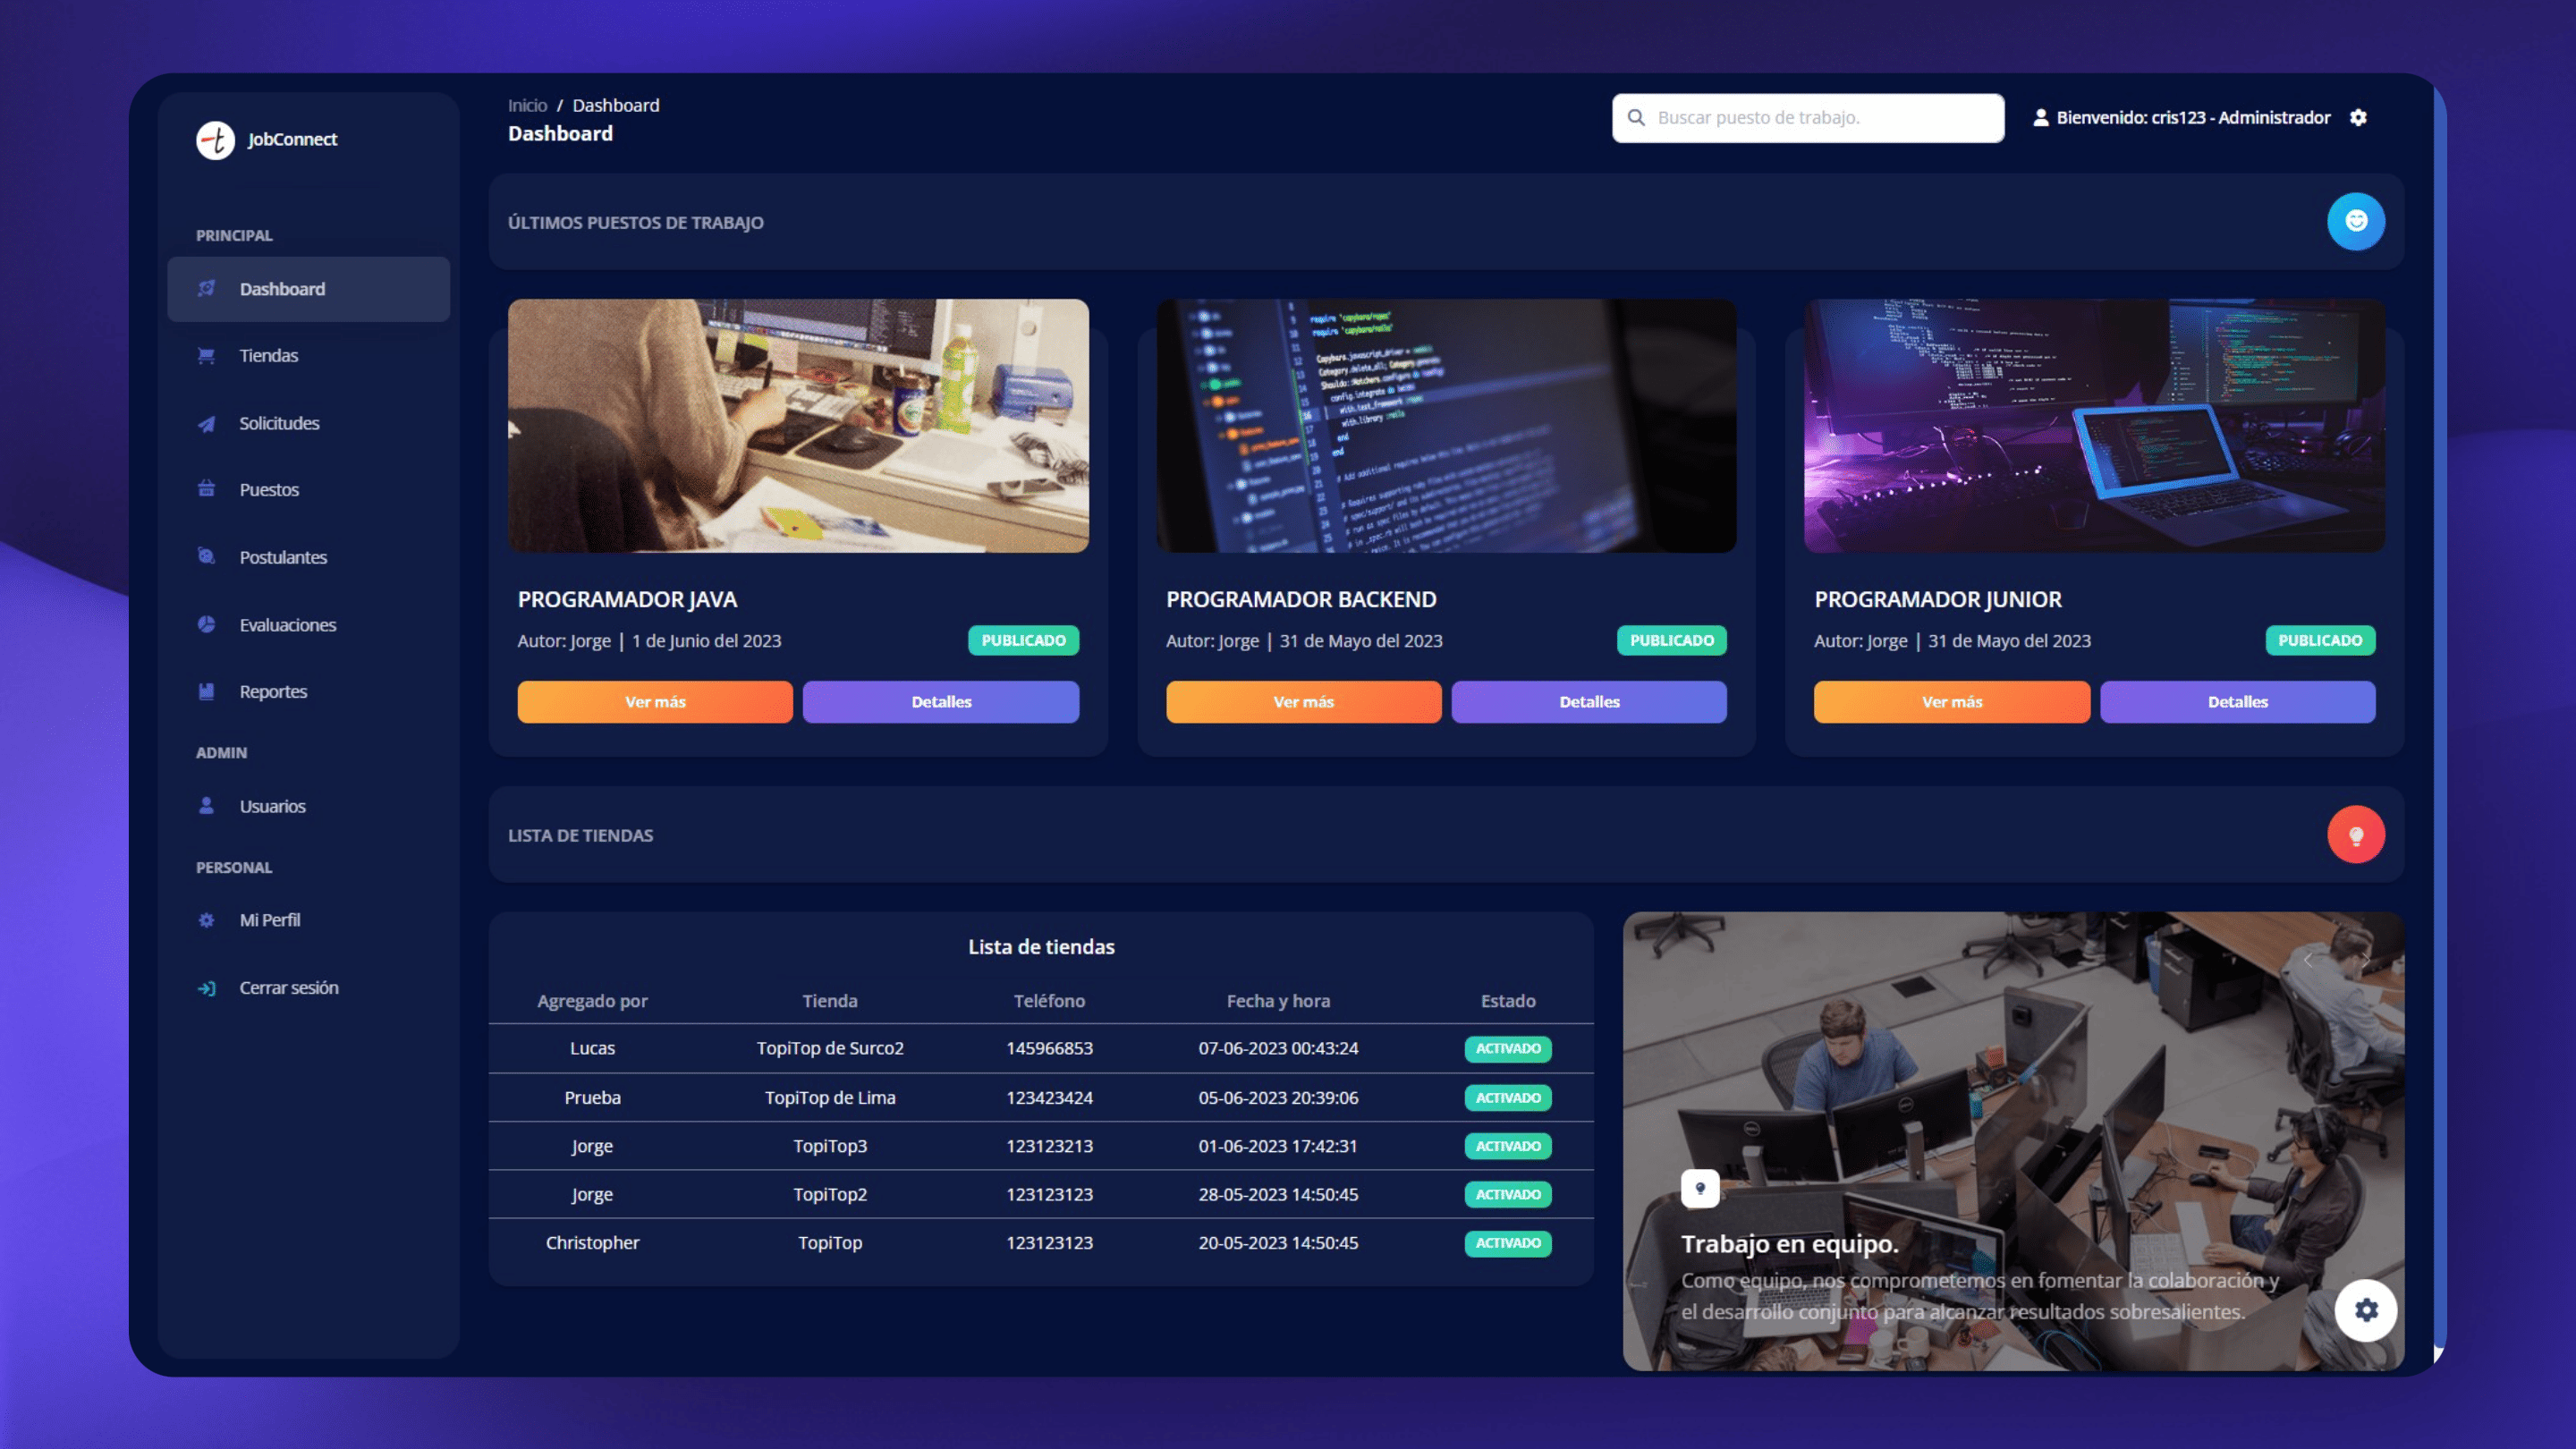 JobConnect
PRINCIPAL
Dashboard
Tiendas
Solicitudes
Puestos
Postulantes
Evaluaciones
Reportes
ADMIN
Usuarios
PERSONAL
Mi Perfil
Cerrar sesión
Inicio / Dashboard
Dashboard
Buscar puesto de trabajo.
Bienvenido: cris123 - Administrador
ÚLTIMOS PUESTOS DE TRABAJO
PROGRAMADOR JAVA
Autor: Jorge | 1 de Junio del 2023
PUBLICADO
Ver más
Detalles
PROGRAMADOR BACKEND
Autor: Jorge | 31 de Mayo del 2023
PUBLICADO
Ver más
Detalles
PROGRAMADOR JUNIOR
Autor: Jorge | 31 de Mayo del 2023
PUBLICADO
Ver más
Detalles
LISTA DE TIENDAS
Lista de tiendas
Agregado por Tienda Teléfono Fecha y hora Estado
Lucas TopiTop de Surco2 145966853 07-06-2023 00:43:24 ACTIVADO
Prueba TopiTop de Lima 123423424 05-06-2023 20:39:06 ACTIVADO
Jorge TopiTop3 123123213 01-06-2023 17:42:31 ACTIVADO
Jorge TopiTop2 123123123 28-05-2023 14:50:45 ACTIVADO
Christopher TopiTop 123123123 20-05-2023 14:50:45 ACTIVADO
Trabajo en equipo.
Como equipo, nos comprometemos en fomentar la colaboración y
el desarrollo conjunto para alcanzar resultados sobresalientes.